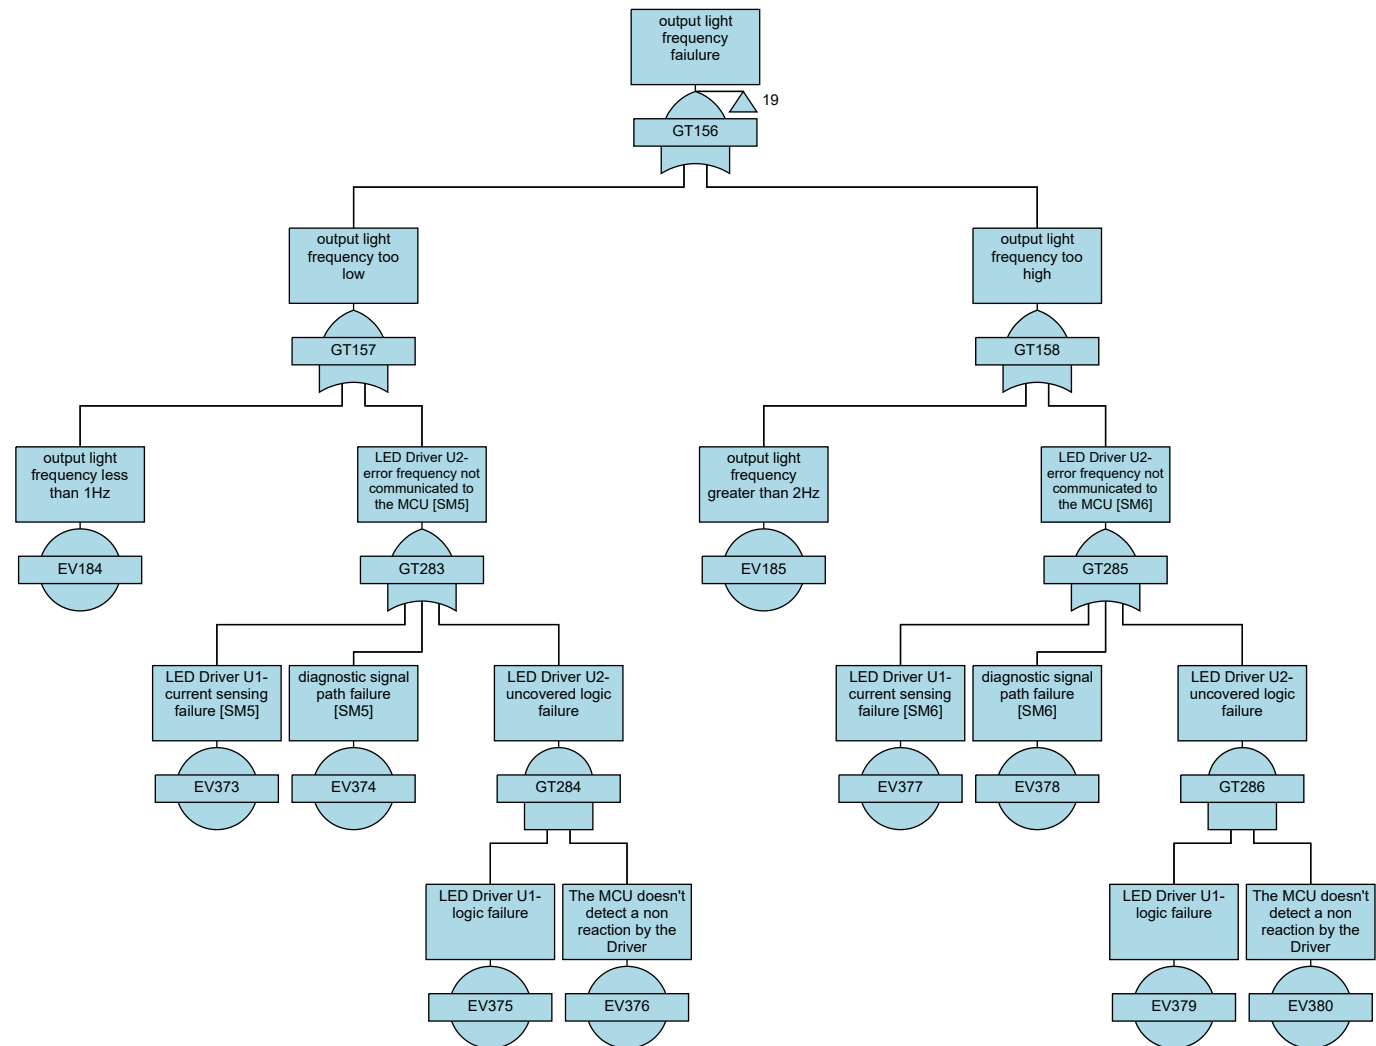 output light
frequency
faiulure
19
GT156
output light
frequency too
low
GT157
output light
frequency too
high
GT158
output light
frequency less
than 1Hz
EV184
LED Driver U2-
error frequency not
communicated to
the MCU [SM5]
GT283
output light
frequency
greater than 2Hz
EV185
LED Driver U2-
error frequency not
communicated to
the MCU [SM6]
GT285
LED Driver U1-
current sensing
failure [SM5]
EV373
diagnostic signal
path failure
[SM5]
EV374
LED Driver U2-
uncovered logic
failure
GT284
LED Driver U1-
current sensing
failure [SM6]
EV377
diagnostic signal
path failure
[SM6]
EV378
LED Driver U2-
uncovered logic
failure
GT286
LED Driver U1-
logic failure
EV375
The MCU doesn't
detect a non
reaction by the
Driver
EV376
LED Driver U1-
logic failure
EV379
The MCU doesn't
detect a non
reaction by the
Driver
EV380